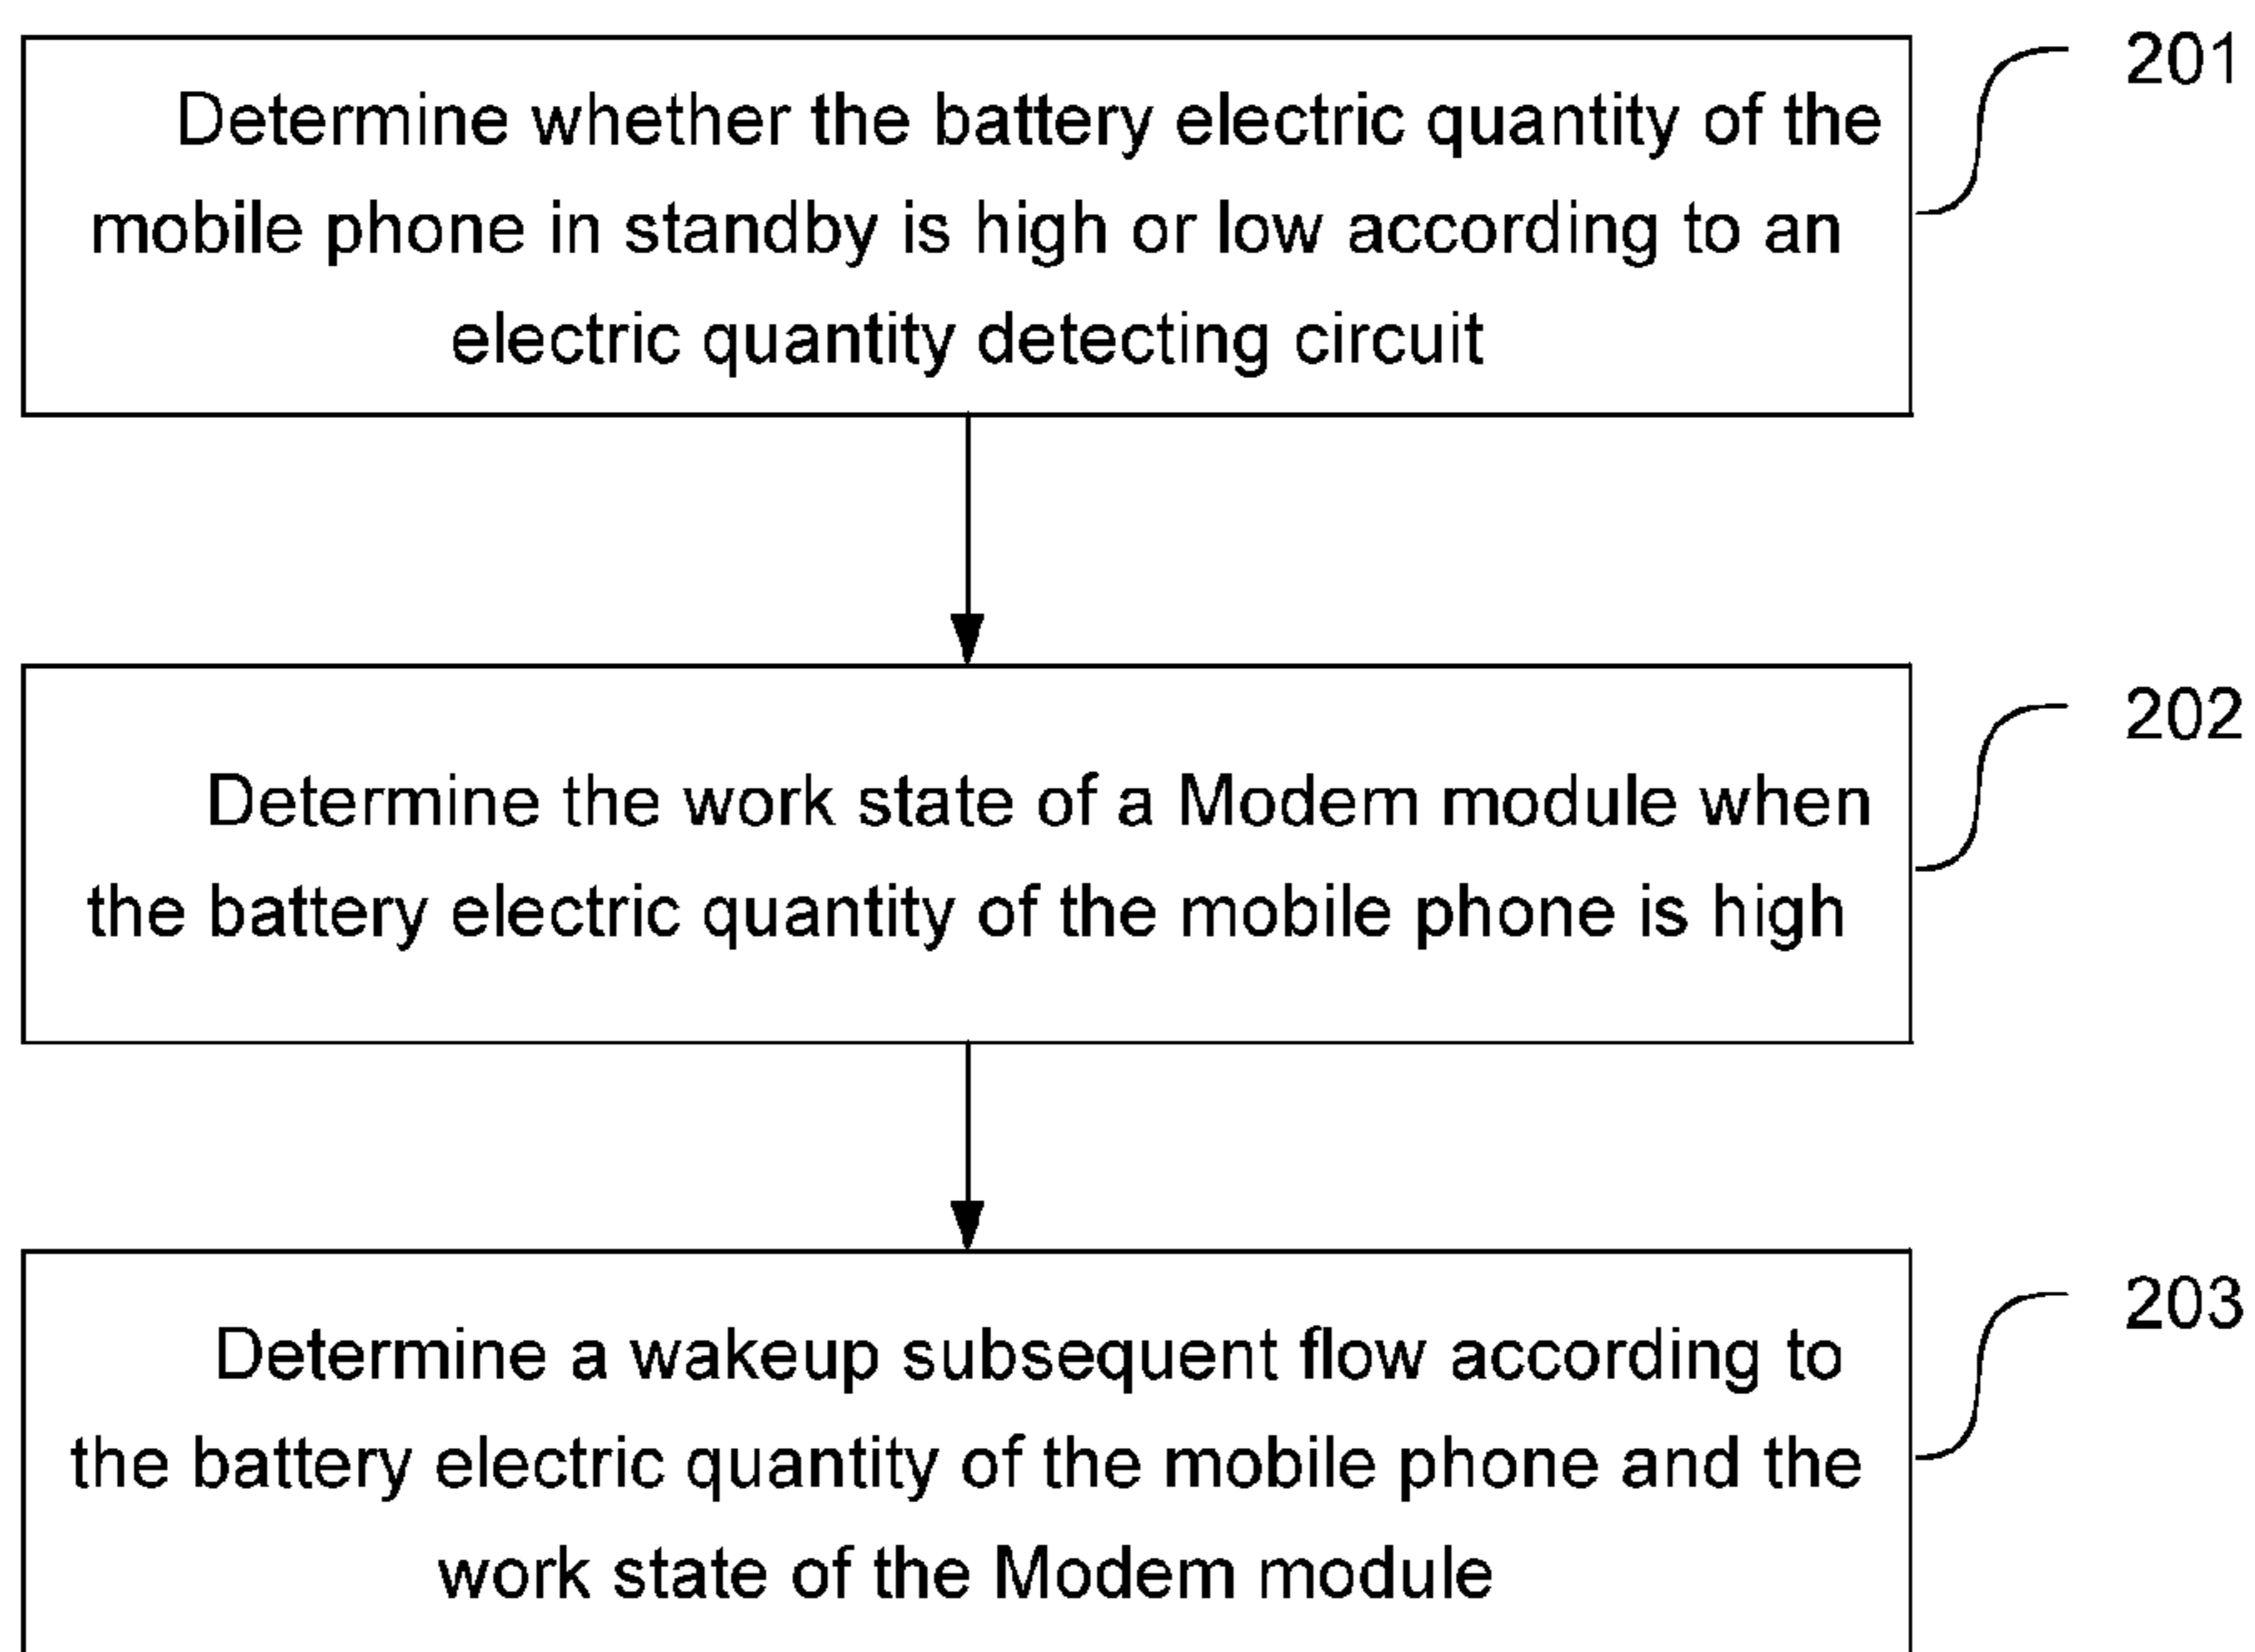 201
Determine whether the battery electric quantity of the
mobile phone in standby is high or low according to an
electric quantity detecting circuit
202
Determine the work state of a Modem module when
the battery electric quantity of the mobile phone is high
203
Determine a wakeup subsequent flow according to
the battery electric quantity of the mobile phone and the
work state of the Modem module